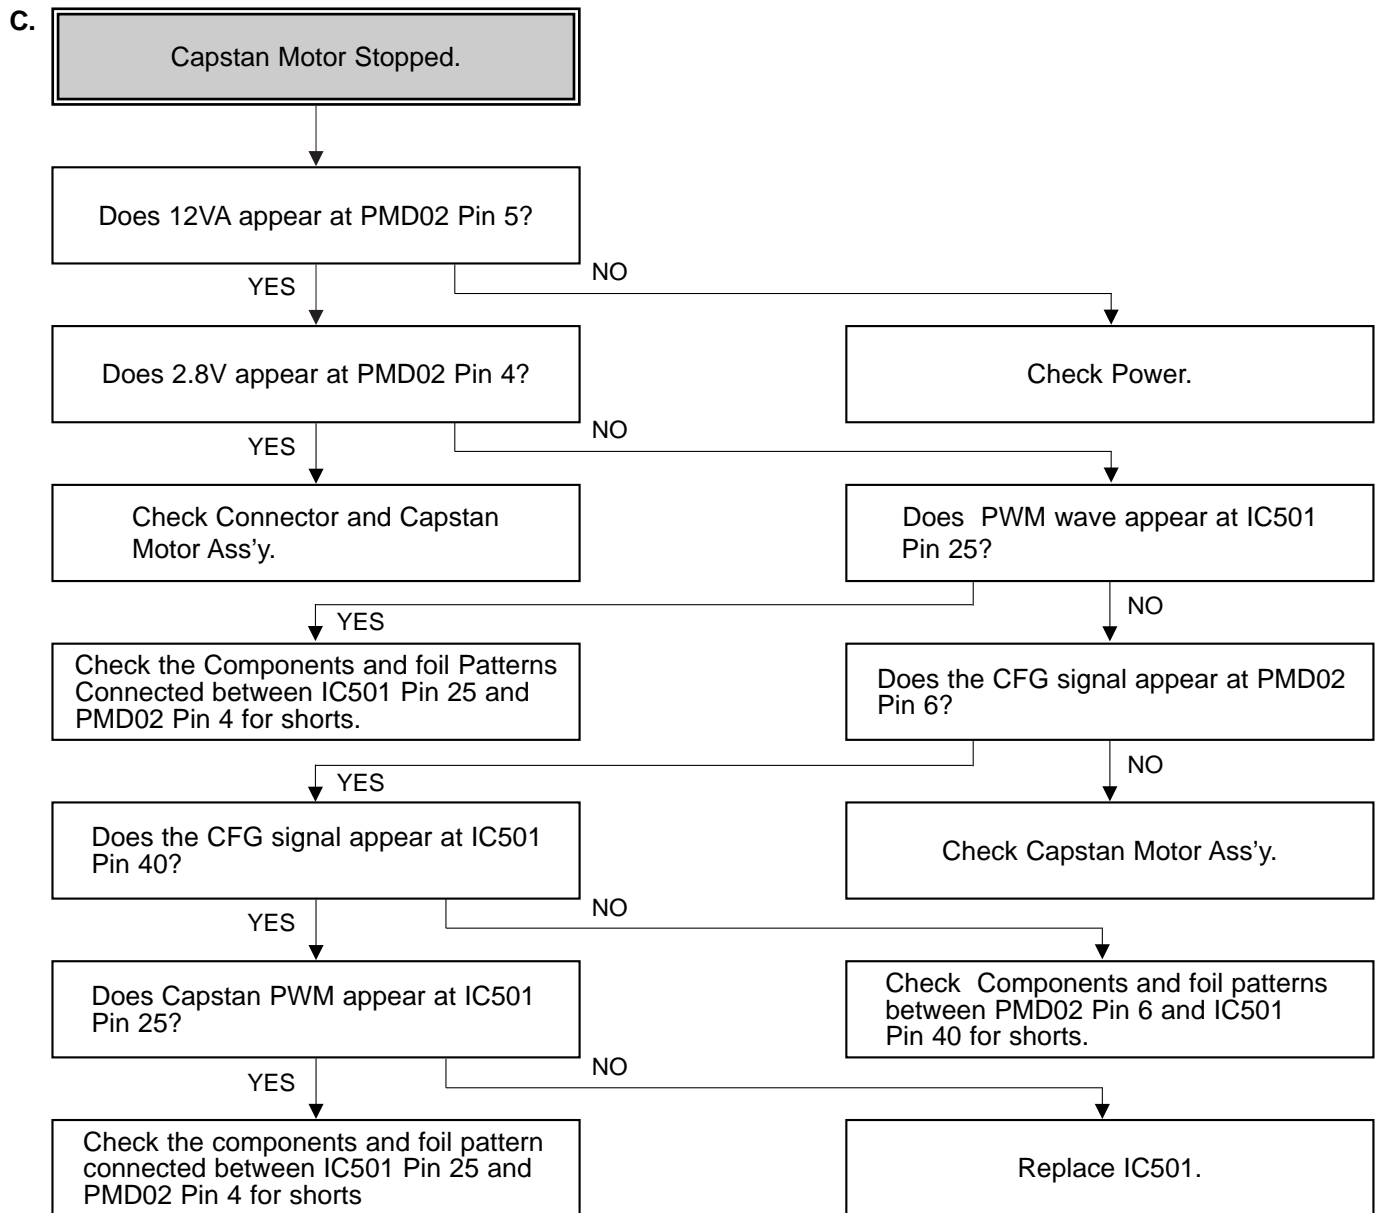 C.
Capstan Motor Stopped.
Does 12VA appear at PMD02 Pin 5?
YES
NO
Does 2.8V appear at PMD02 Pin 4?
Check Power.
YES
NO
Check Connector and Capstan
Motor Ass'y.
Does PWM wave appear at IC501
Pin 25?
YES
NO
Check the Components and foil Patterns
Connected between IC501 Pin 25 and
PMD02 Pin 4 for shorts.
Does the CFG signal appear at PMD02
Pin 6?
YES
NO
Does the CFG signal appear at IC501
Pin 40?
Check Capstan Motor Ass'y.
YES
NO
Does Capstan PWM appear at IC501
Pin 25?
Check Components and foil patterns
between PMD02 Pin 6 and IC501
Pin 40 for shorts.
YES
NO
Check the components and foil pattern
connected between IC501 Pin 25 and
PMD02 Pin 4 for shorts
Replace IC501.